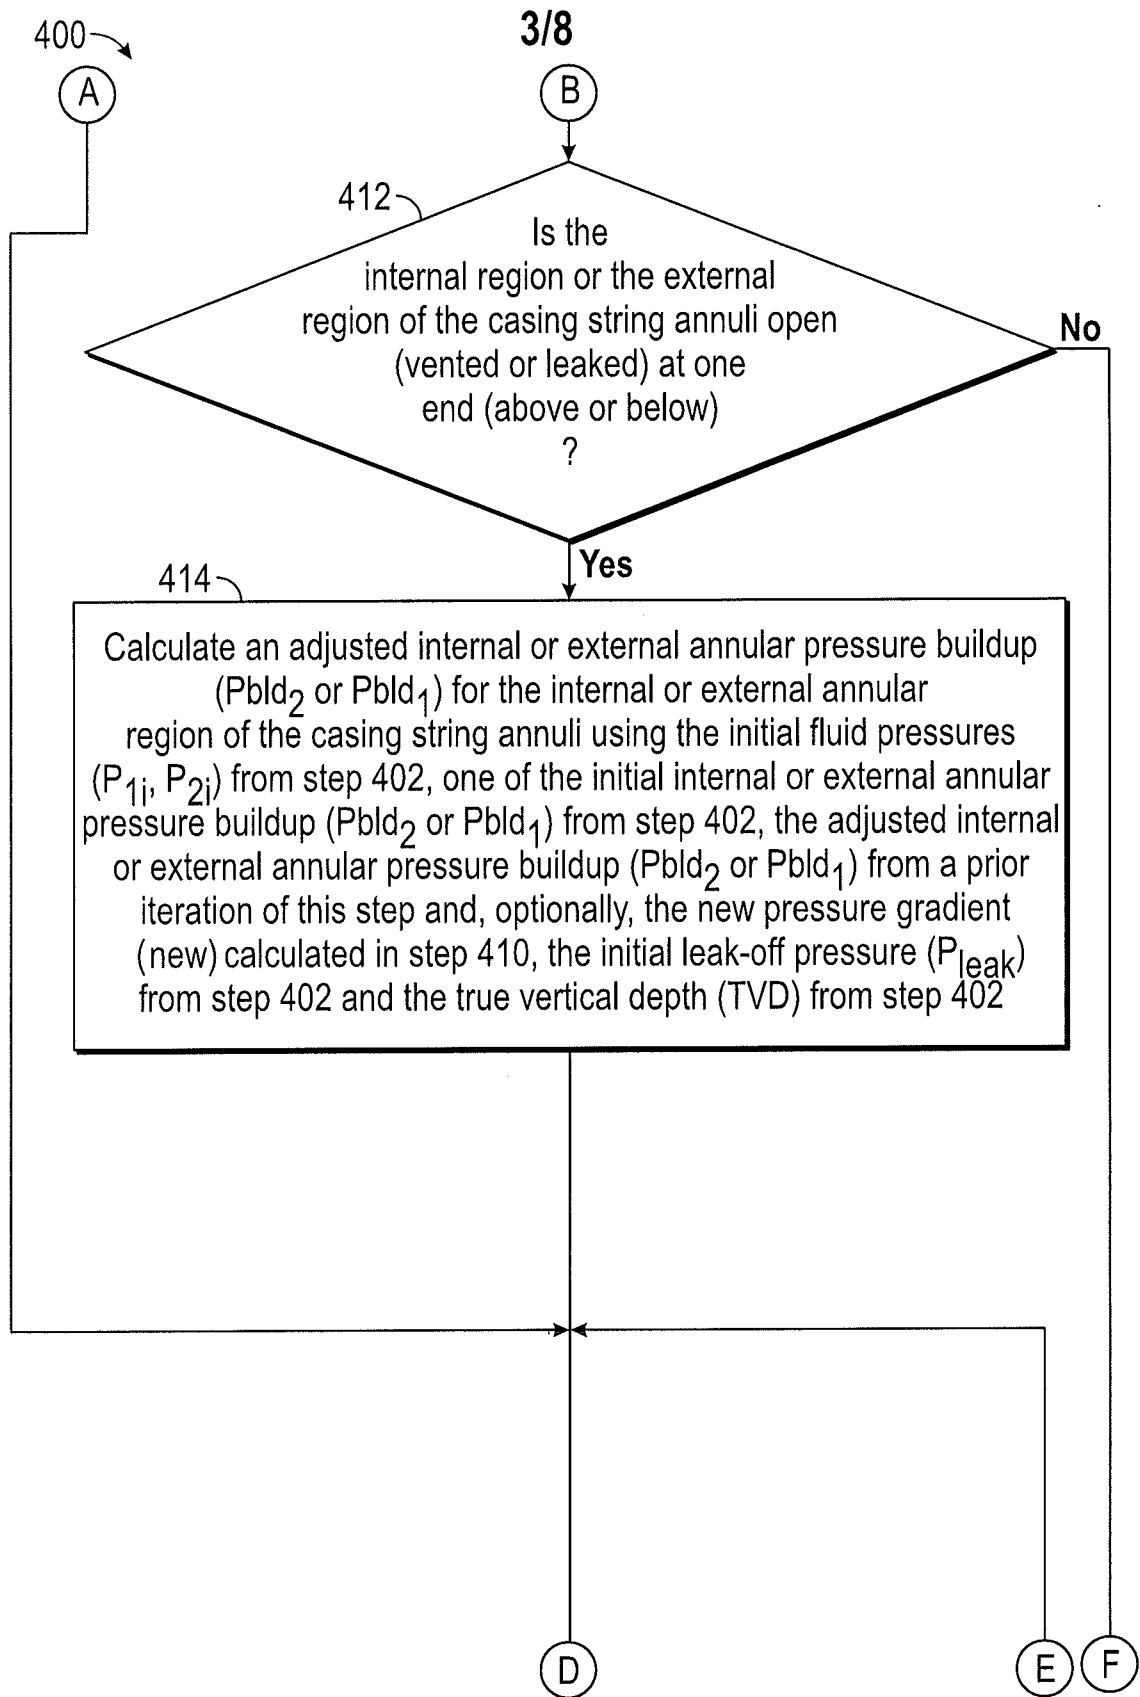 400
3/8
A
B
412
Is the
internal region or the external
region of the casing string annuli open
(vented or leaked) at one
end (above or below)
?
No
Yes
414
Calculate an adjusted internal or external annular pressure buildup
(Pbld2 or Pbld1) for the internal or external annular
region of the casing string annuli using the initial fluid pressures
(P1i, P2i) from step 402, one of the initial internal or external annular
pressure buildup (Pbld2 or Pbld1) from step 402, the adjusted internal
or external annular pressure buildup (Pbld2 or Pbld1) from a prior
iteration of this step and, optionally, the new pressure gradient
(new) calculated in step 410, the initial leak-off pressure (Pleak)
from step 402 and the true vertical depth (TVD) from step 402
D
E
F